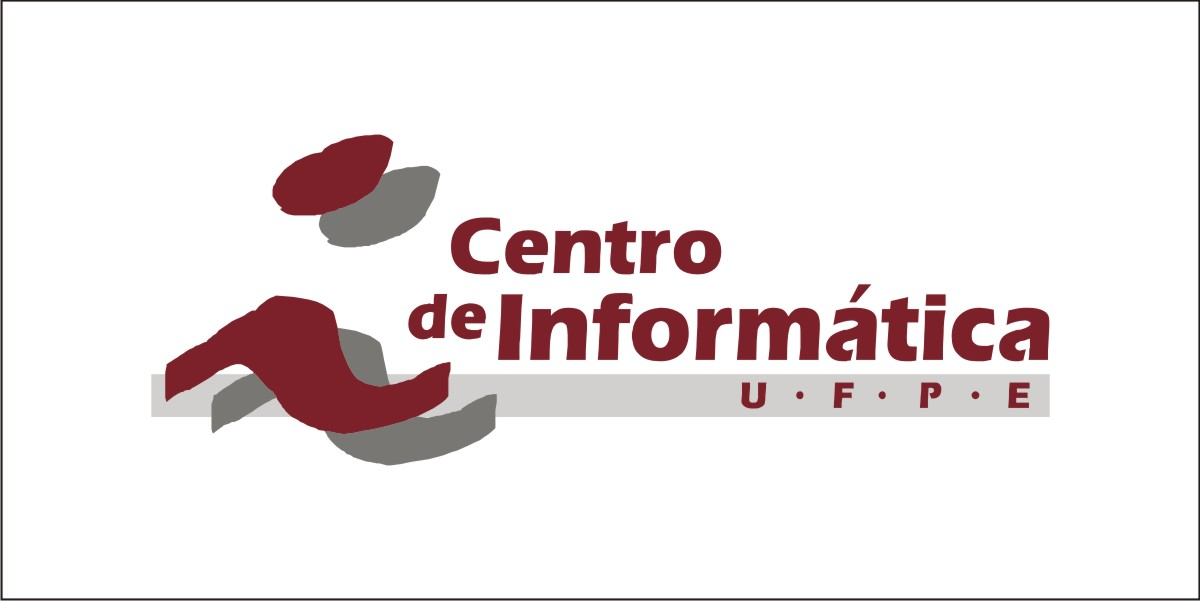 Centro
de Informática
U · F · P · E